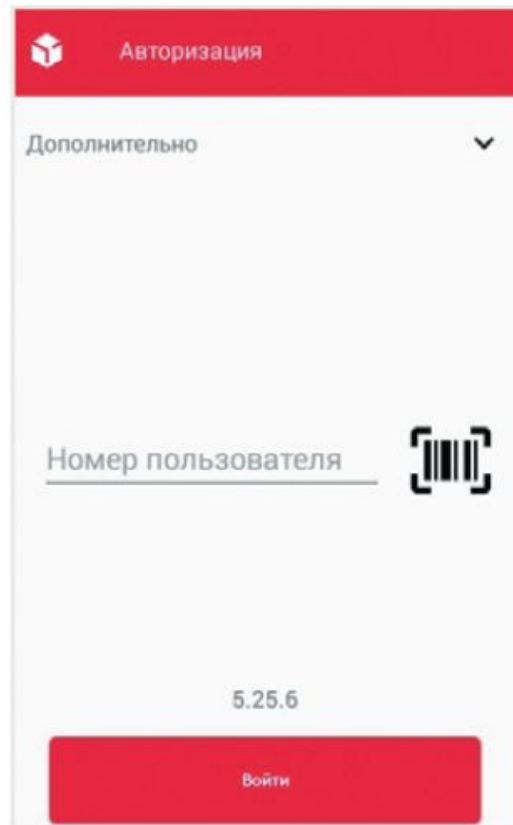 Авторизация
Дополнительно
Номер пользователя
5.25.6
Войти